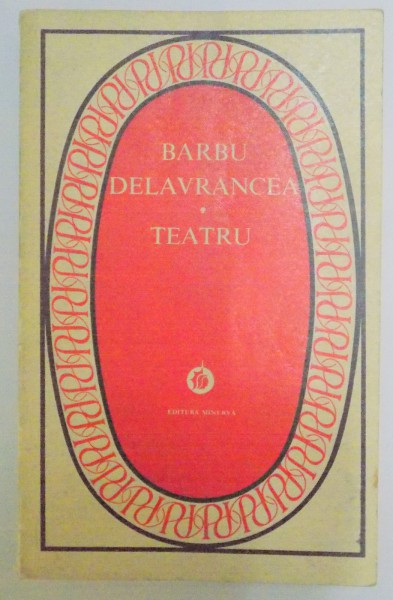 BARBU
DELAVRANCEA
*
TEATRU
EDITURA MINERVA